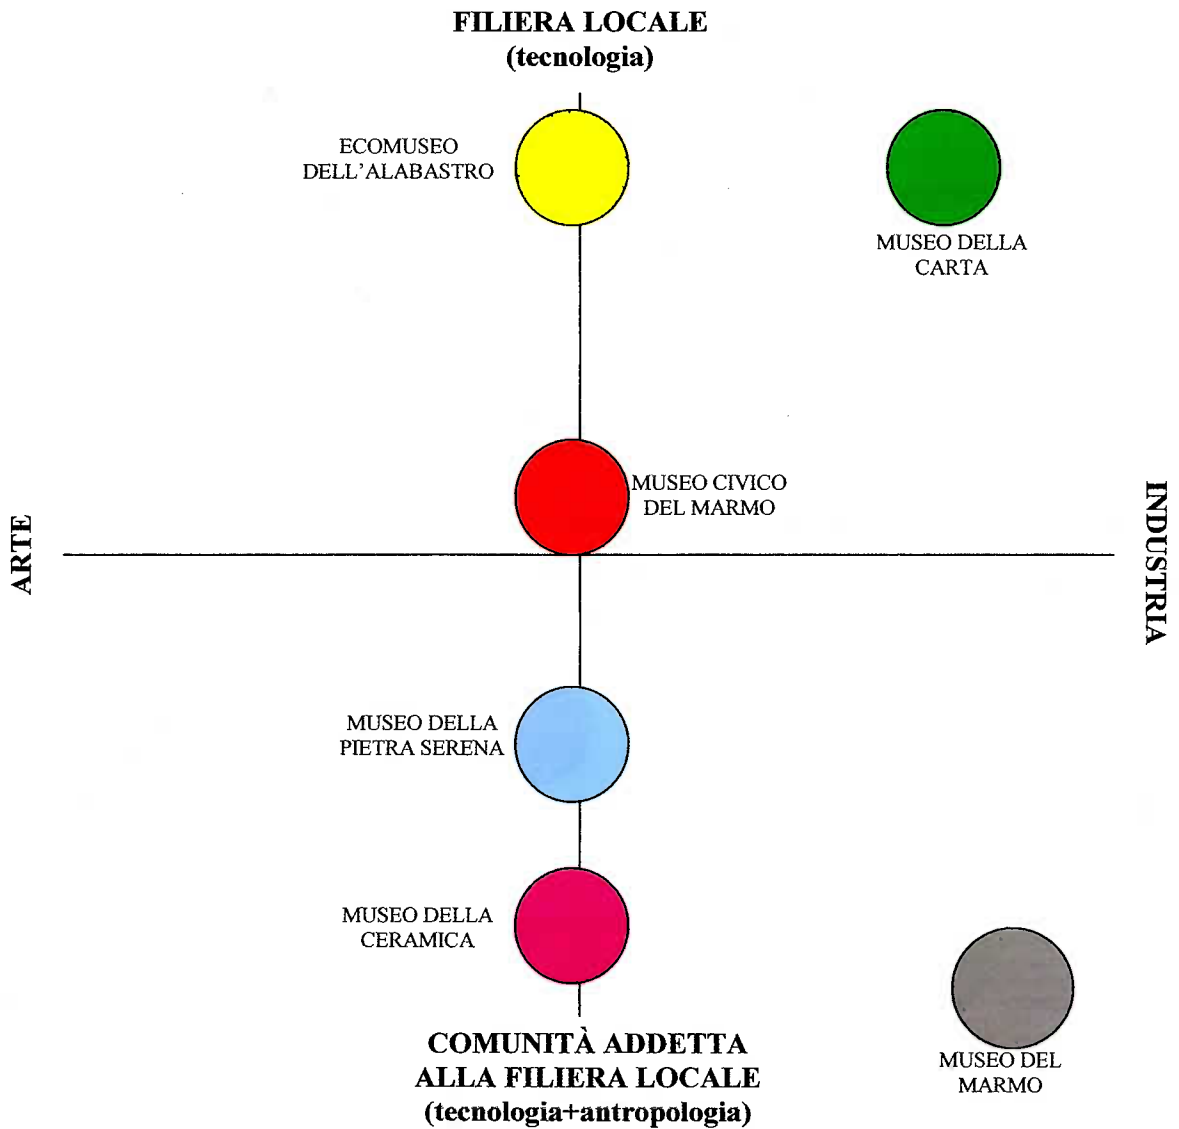 FILIERA LOCALE
(tecnologia)
ECOMUSEO
DELL'ALABASTRO
MUSEO DELLA
CARTA
MUSEO CIVICO
DEL MARMO
ARTE
INDUSTRIA
MUSEO DELLA
PIETRA SERENA
MUSEO DELLA
CERAMICA
COMUNITÀ ADDETTA
ALLA FILIERA LOCALE
(tecnologia+antropologia)
MUSEO DEL
MARMO